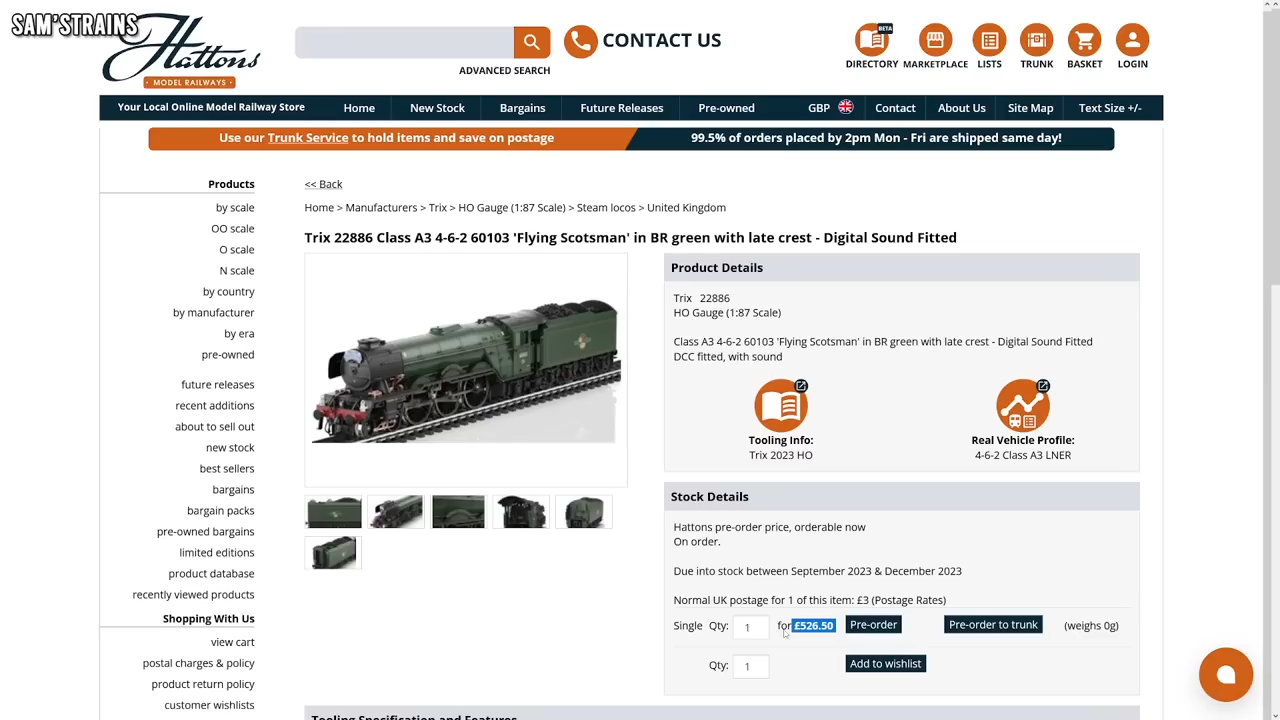 SAM'STRAINS
Hattons
MODEL RAILWAYS
ADVANCED SEARCH
CONTACT US
BETA
DIRECTORY
MARKETPLACE
LISTS
TRUNK
BASKET
LOGIN
Your Local Online Model Railway Store
Home
New Stock
Bargains
Future Releases
Pre-owned
GBP
Contact
About Us
Site Map
Text Size +/-
Use our Trunk Service to hold items and save on postage
99.5% of orders placed by 2pm Mon - Fri are shipped same day!
Products
by scale
OO scale
O scale
N scale
by country
by manufacturer
by era
pre-owned
future releases
recent additions
about to sell out
new stock
best sellers
bargains
bargain packs
pre-owned bargains
limited editions
product database
recently viewed products
Shopping With Us
view cart
postal charges & policy
product return policy
customer wishlists
<< Back
Home > Manufacturers > Trix > HO Gauge (1:87 Scale) > Steam locos > United Kingdom
Trix 22886 Class A3 4-6-2 60103 'Flying Scotsman' in BR green with late crest - Digital Sound Fitted
Product Details
Trix 22886
HO Gauge (1:87 Scale)
Class A3 4-6-2 60103 'Flying Scotsman' in BR green with late crest - Digital Sound Fitted
DCC fitted, with sound
Tooling Info:
Trix 2023 HO
Real Vehicle Profile:
4-6-2 Class A3 LNER
Stock Details
Hattons pre-order price, orderable now
On order.
Due into stock between September 2023 & December 2023
Normal UK postage for 1 of this item: £3 (Postage Rates)
Single Qty: 1 for £526.50 Pre-order Pre-order to trunk (weighs 0g)
Qty: 1 Add to wishlist
Tooling Specification and Features